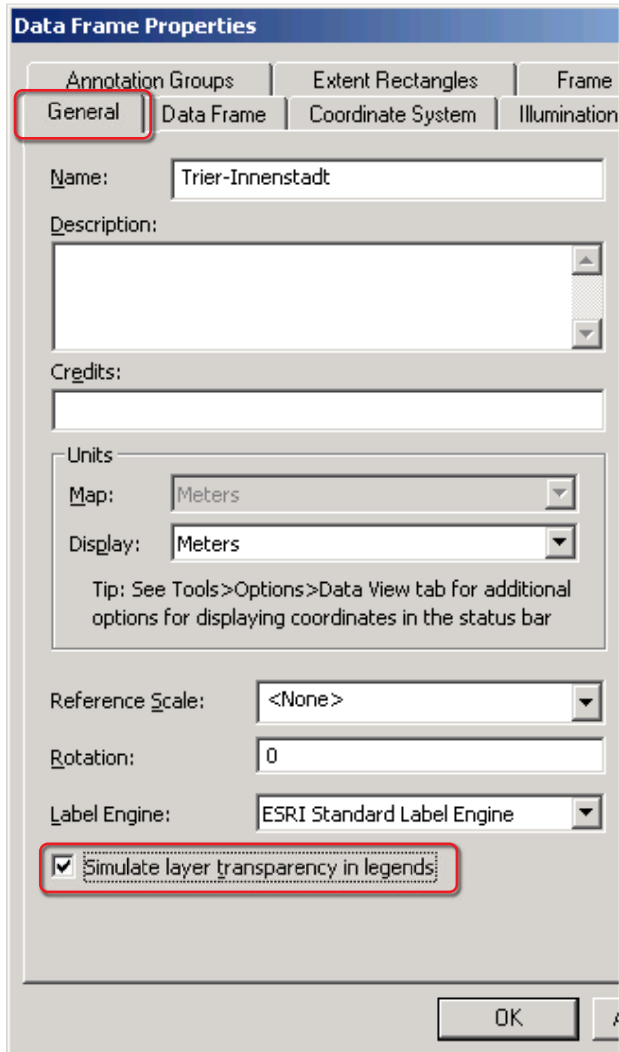 Data Frame Properties
Annotation Groups Extent Rectangles Frame
General Data Frame Coordinate System Illumination
Name: Trier-Innenstadt
Description:
Credits:
Units
Map: Meters
Display: Meters
Tip: See Tools>Options>Data View tab for additional
options for displaying coordinates in the status bar
Reference Scale: <None>
Rotation: 0
Label Engine: ESRI Standard Label Engine
Simulate layer transparency in legends
OK